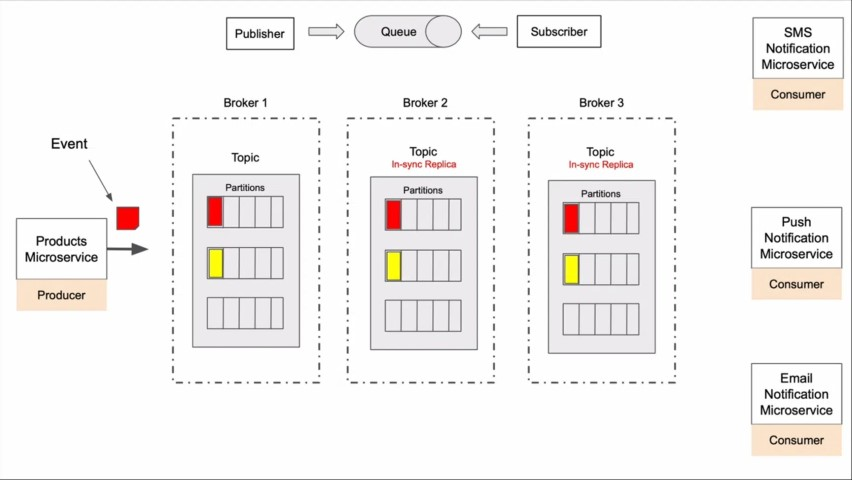 Publisher
Queue
Subscriber
SMS
Notification
Microservice
Consumer
Broker 1
Broker 2
Broker 3
Event
Topic
Topic
In-sync Replica
Topic
In-sync Replica
Partitions
Partitions
Partitions
Products
Microservice
Producer
Push
Notification
Microservice
Consumer
Email
Notification
Microservice
Consumer